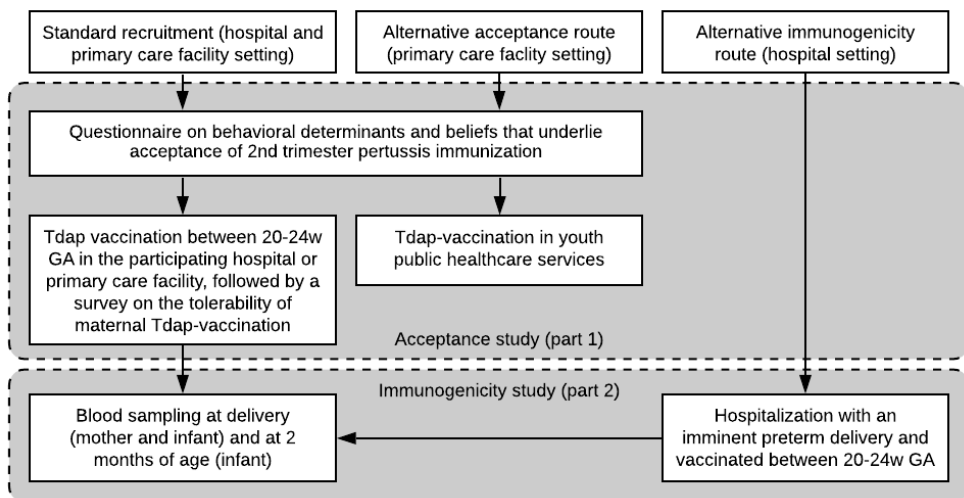 Standard recruitment (hospital and
primary care facility setting)
Alternative acceptance route
(primary care facilty setting)
Alternative immunogenicity
route (hospital setting)
Questionnaire on behavioral determinants and beliefs that underlie
acceptance of 2nd trimester pertussis immunization
Tdap vaccination between 20-24w
GA in the participating hospital or
primary care facility, followed by a
survey on the tolerability of
maternal Tdap-vaccination
Tdap-vaccination in youth
public healthcare services
Acceptance study (part 1)
Immunogenicity study (part 2)
Blood sampling at delivery
(mother and infant) and at 2
months of age (infant)
Hospitalization with an
imminent preterm delivery and
vaccinated between 20-24w GA